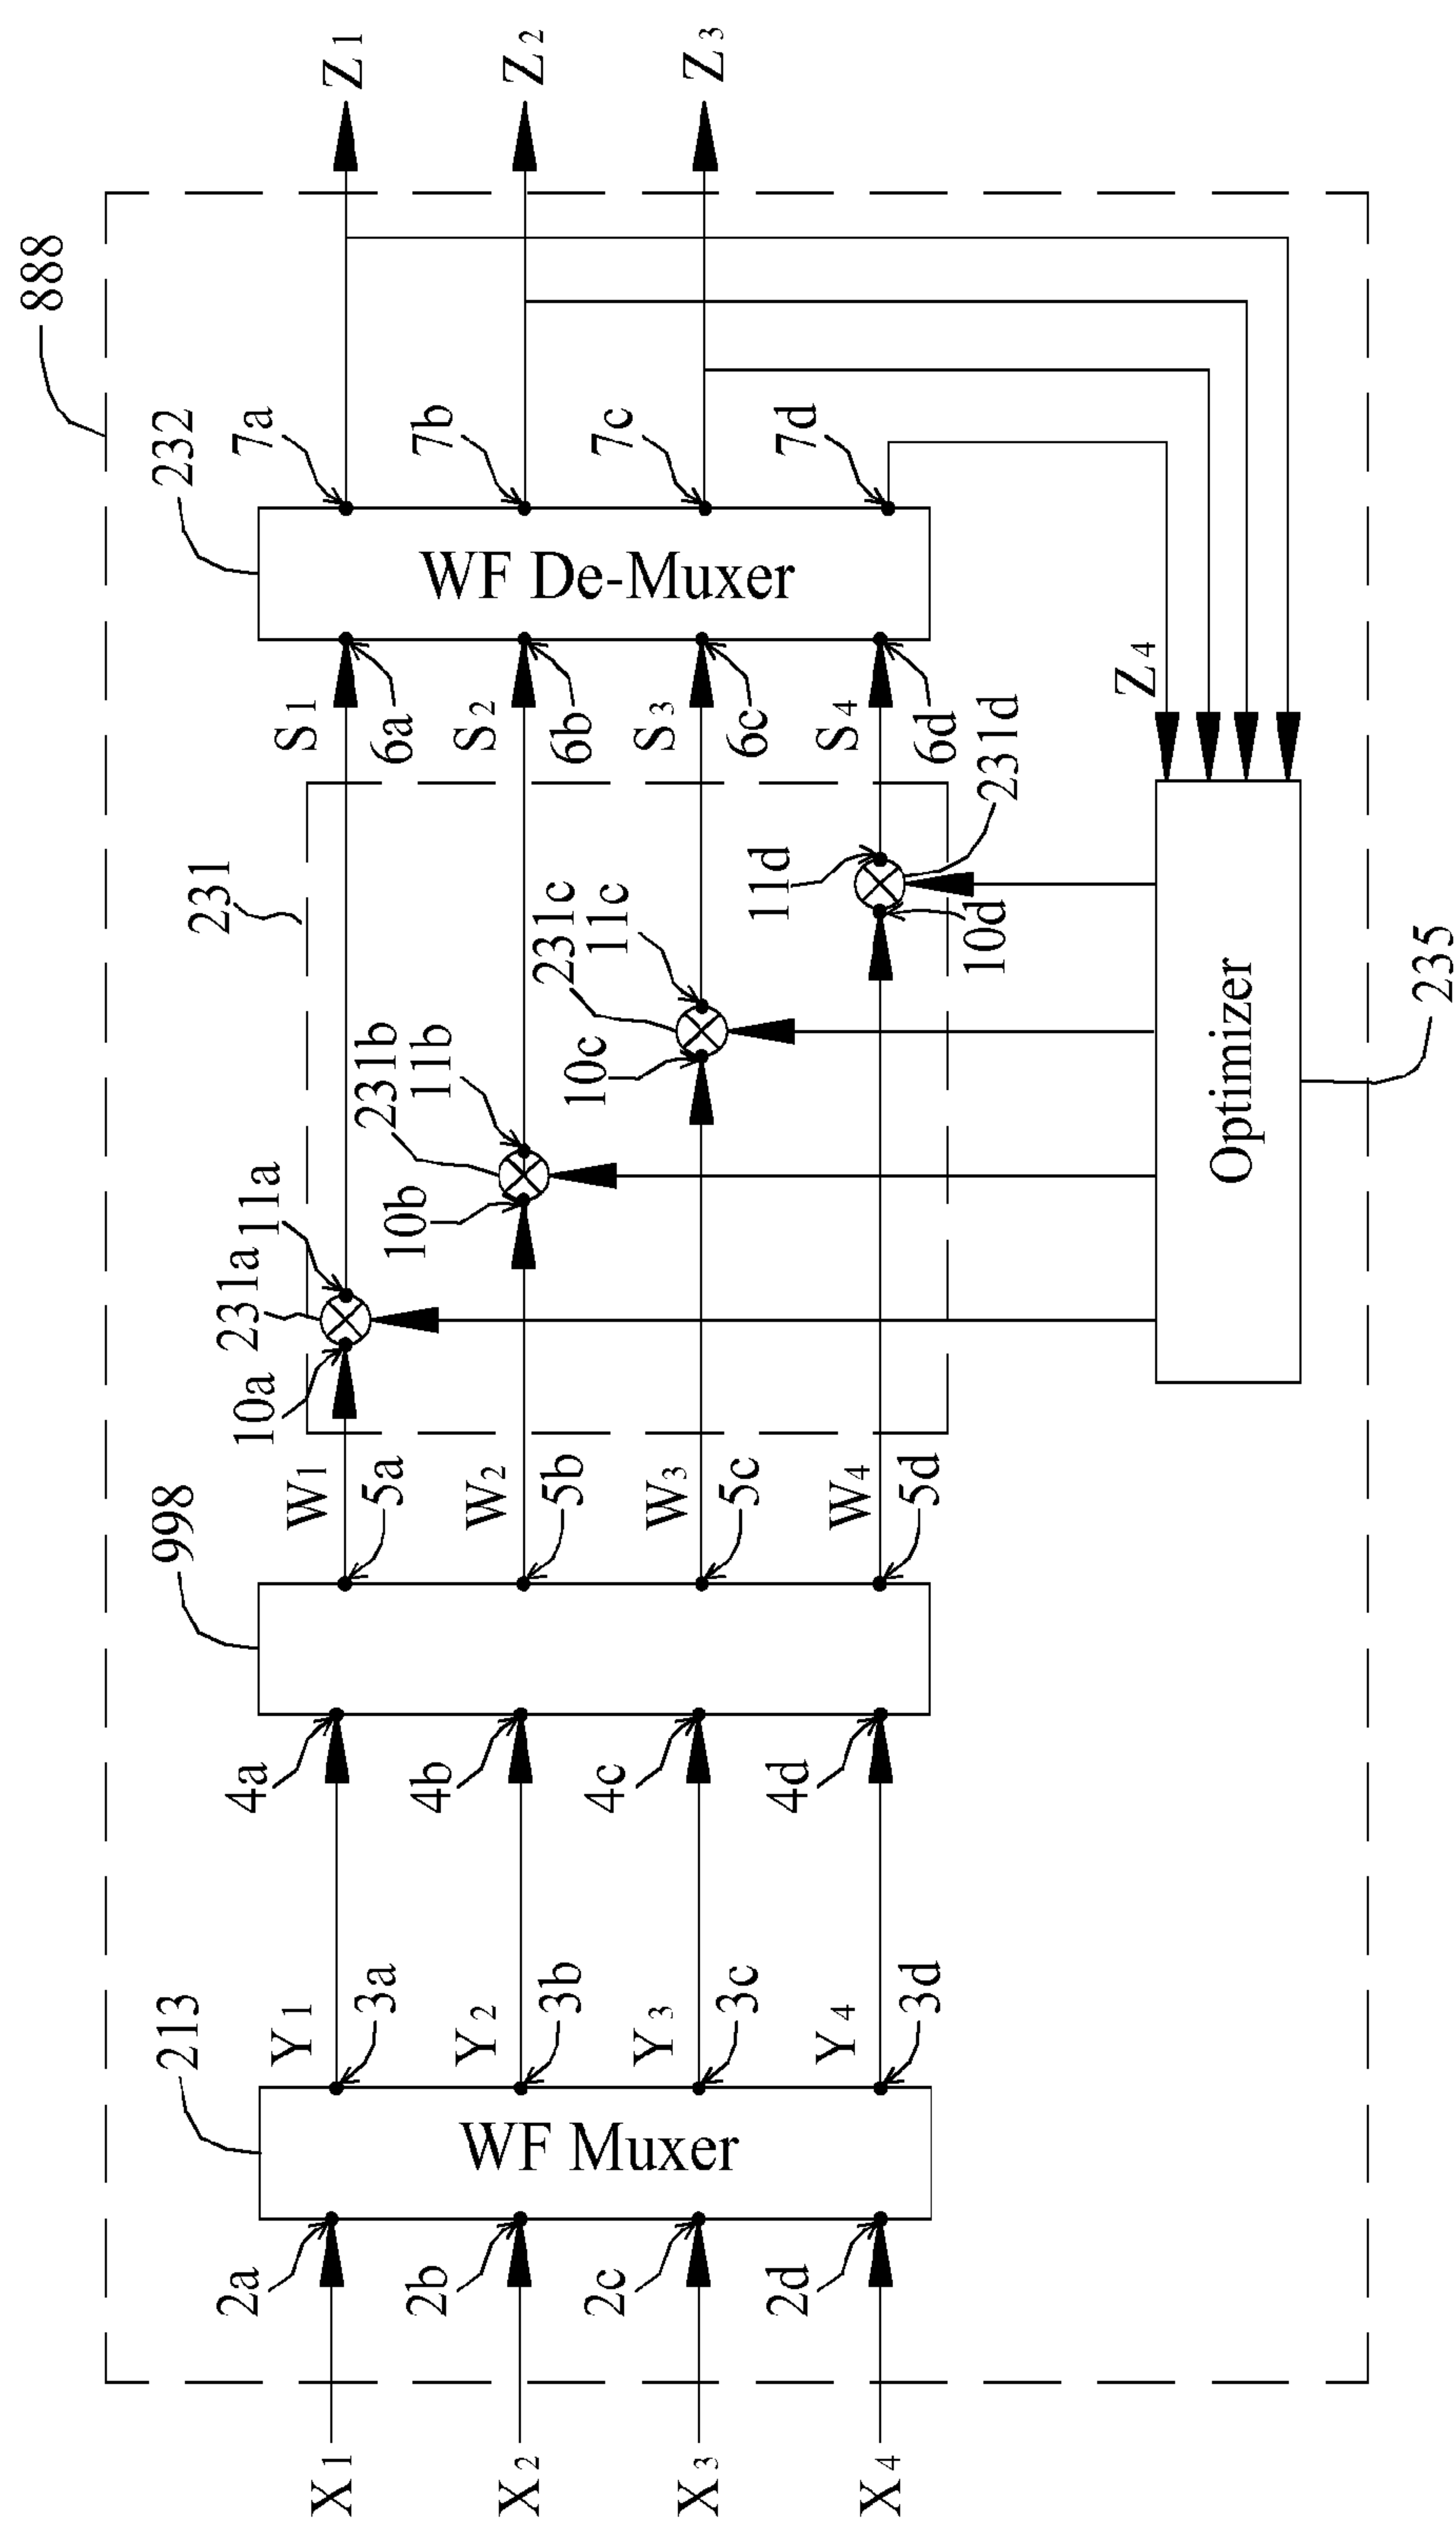 888
213
998
231
232
X1
X2
X3
X4
2a
2b
2c
2d
WF Muxer
Y1
Y2
Y3
Y4
3a
3b
3c
3d
4a
4b
4c
4d
W1
W2
W3
W4
5a
5b
5c
5d
10a
231a
11a
10b
231b
11b
10c
231c
11c
10d
231d
11d
S1
S2
S3
S4
6a
6b
6c
6d
WF De-Muxer
7a
7b
7c
7d
Z1
Z2
Z3
Z4
Optimizer
235